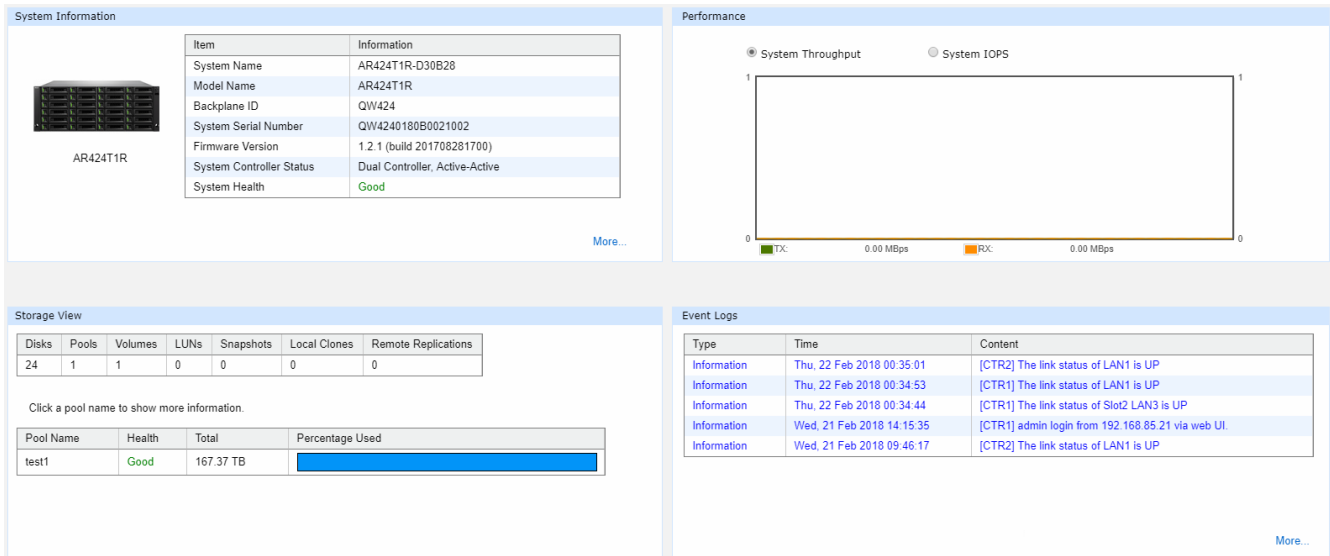 System Information
Item Information
System Name AR424T1R-D30B28
Model Name AR424T1R
Backplane ID QW424
System Serial Number QW4240180B0021002
Firmware Version 1.2.1 (build 201708281700)
System Controller Status Dual Controller, Active-Active
System Health Good
AR424T1R
More...
Performance
System Throughput System IOPS
1 1
0 0
TX: 0.00 MBps RX: 0.00 MBps
Storage View
Disks Pools Volumes LUNs Snapshots Local Clones Remote Replications
24 1 1 0 0 0 0
Click a pool name to show more information.
Pool Name Health Total Percentage Used
test1 Good 167.37 TB
Event Logs
Type Time Content
Information Thu, 22 Feb 2018 00:35:01 [CTR2] The link status of LAN1 is UP
Information Thu, 22 Feb 2018 00:34:53 [CTR1] The link status of LAN1 is UP
Information Thu, 22 Feb 2018 00:34:44 [CTR1] The link status of Slot2 LAN3 is UP
Information Wed, 21 Feb 2018 14:15:35 [CTR1] admin login from 192.168.85.21 via web UI.
Information Wed, 21 Feb 2018 09:46:17 [CTR2] The link status of LAN1 is UP
More...